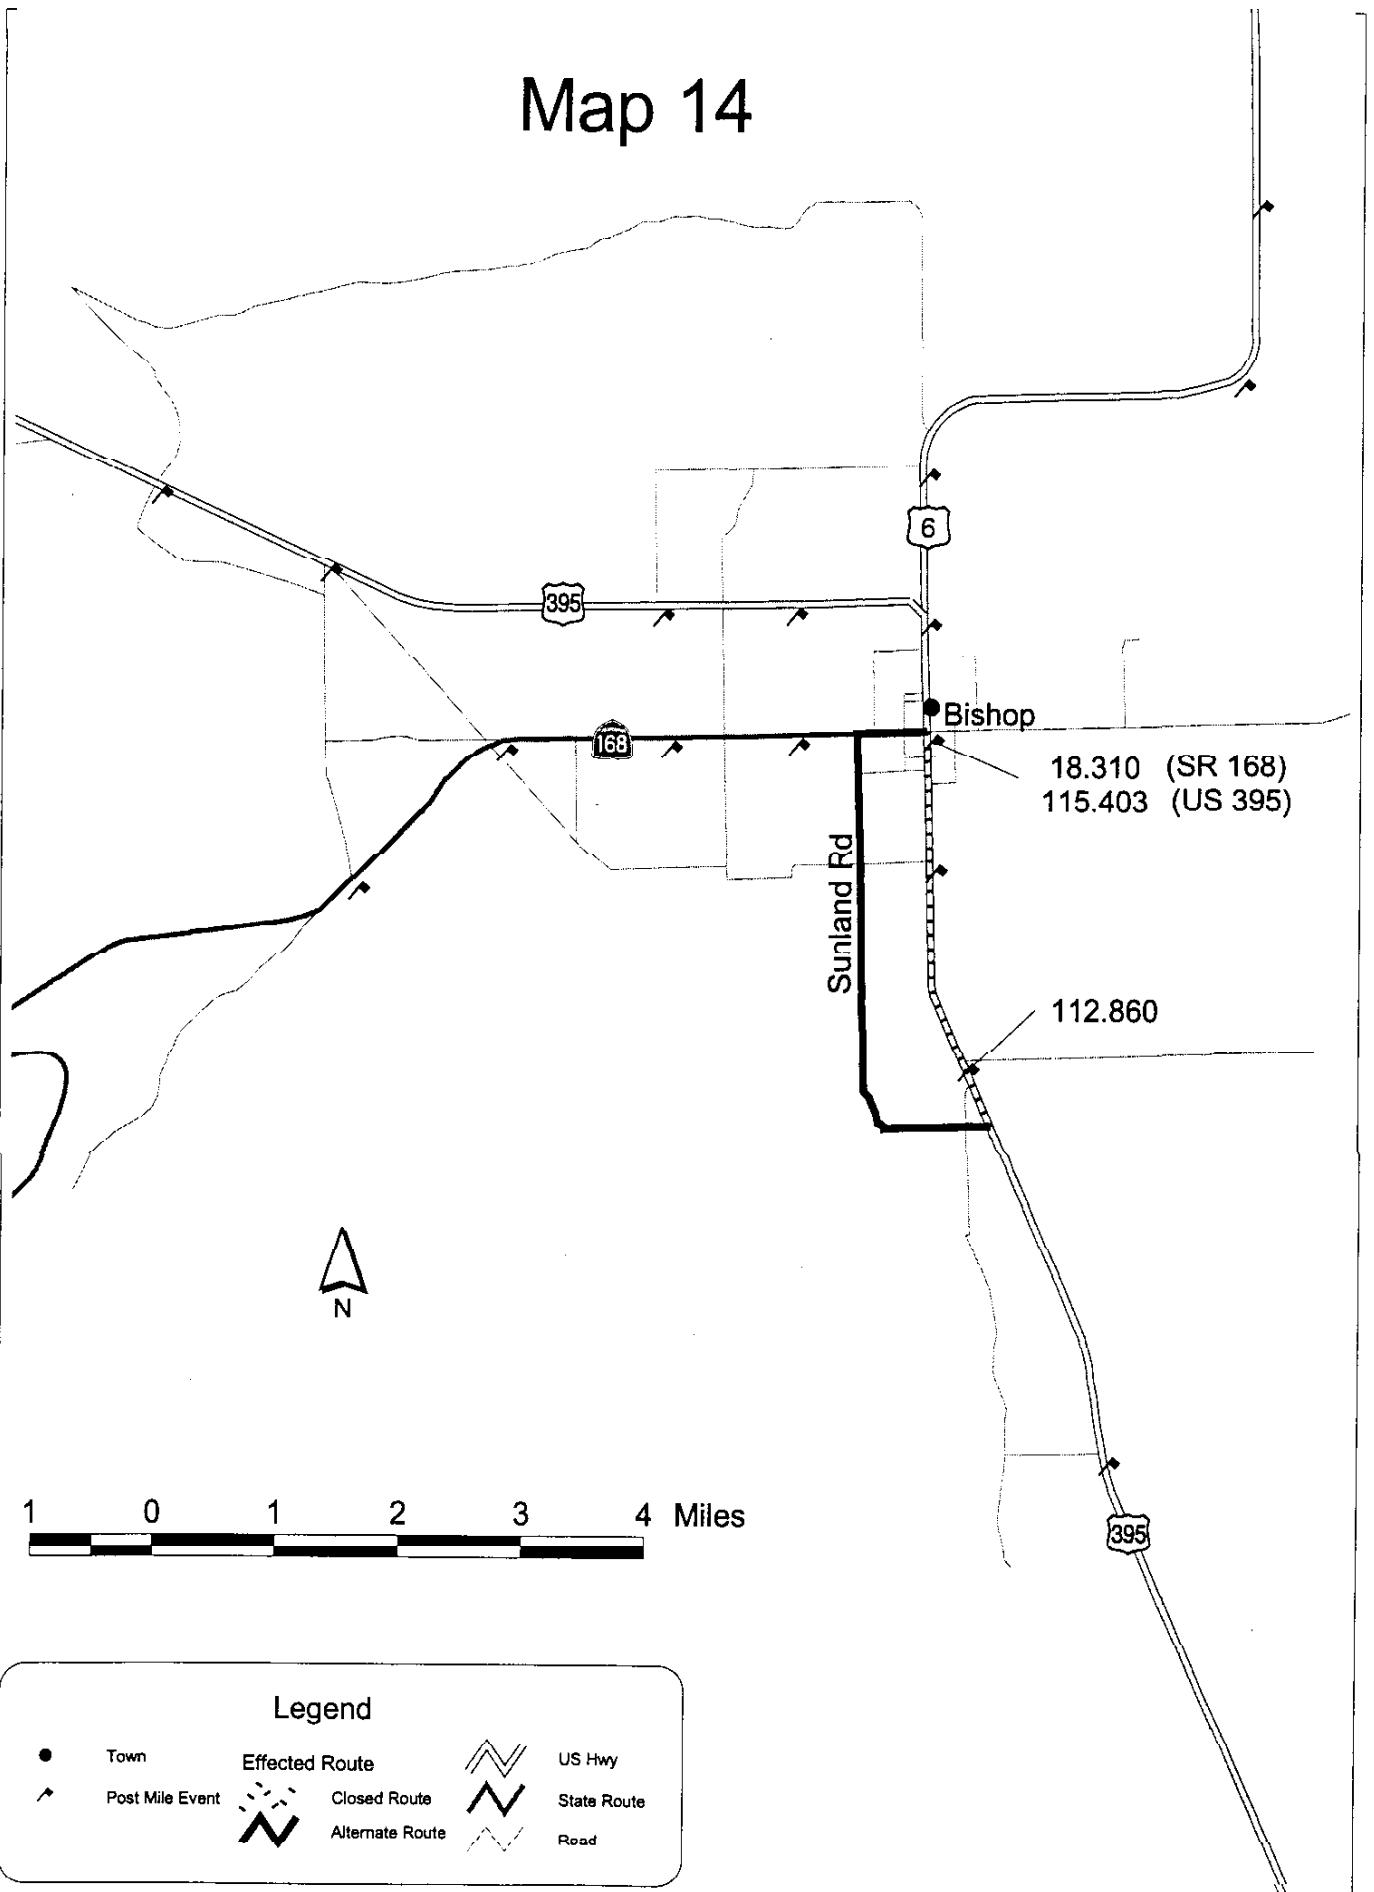 Map 14
6
395
Bishop
168
18.310 (SR 168)
115.403 (US 395)
Sunland Rd
112.860
N
1 0 1 2 3 4 Miles
395
Legend
Town
Effected Route
US Hwy
Post Mile Event
Closed Route
State Route
Alternate Route
Road